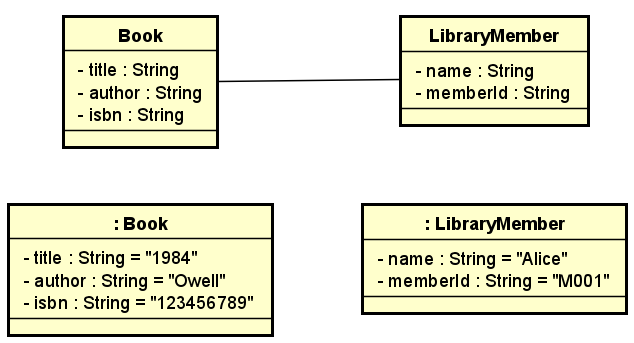 Book
- title : String
- author : String
- isbn : String
LibraryMember
- name : String
- memberId : String
: Book
- title : String = "1984"
- author : String = "Owell"
- isbn : String = "123456789"
: LibraryMember
- name : String = "Alice"
- memberId : String = "M001"